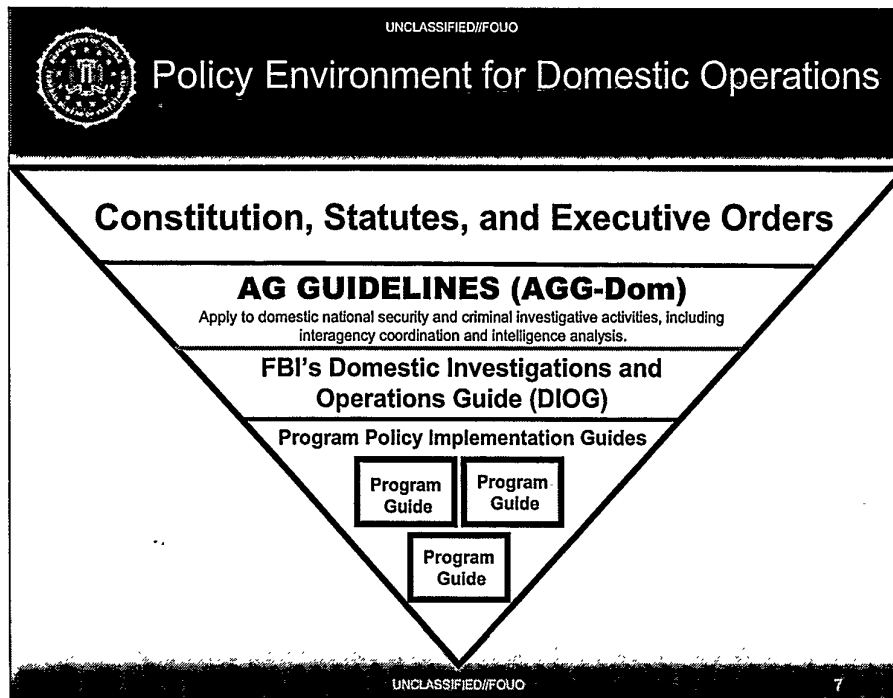 UNCLASSIFIED//FOUO
Policy Environment for Domestic Operations
Constitution, Statutes, and Executive Orders
AG GUIDELINES (AGG-Dom)
Apply to domestic national security and criminal investigative activities, including
interagency coordination and intelligence analysis.
FBI's Domestic Investigations and
Operations Guide (DIOG)
Program Policy Implementation Guides
Program
Guide
Program
Guide
Program
Guide
UNCLASSIFIED//FOUO
7